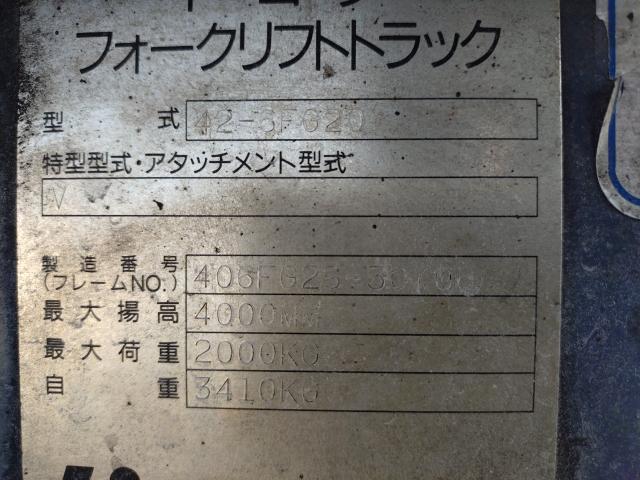 フォークリフトトラック
型 式 42-6FG20
特型型式・アタッチメント型式
V
製造番号
(フレームNO.)
最大揚高 4000MM
最大荷重 2000KG
自 重 3410KG